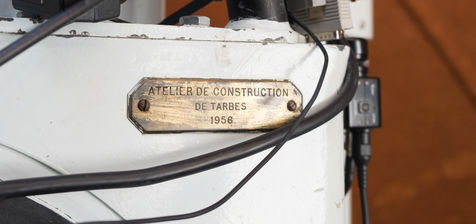 ATELIER DE CONSTRUCTION
DE TARBES
1956